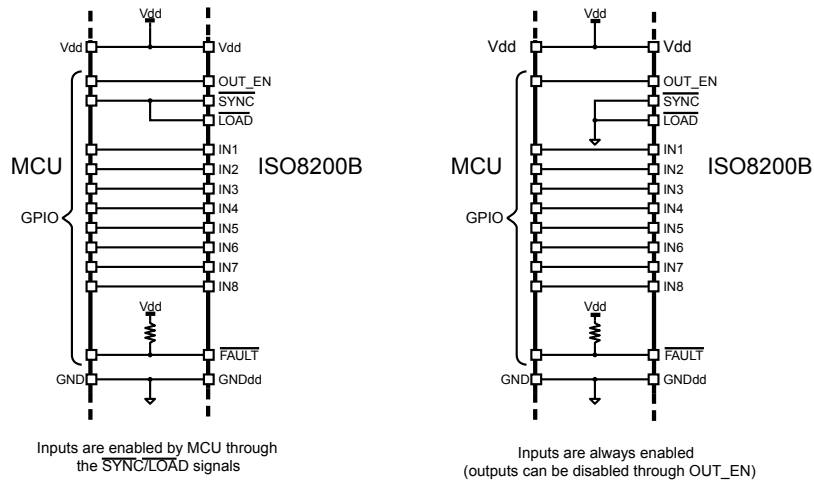 Vdd
Vdd
Vdd
OUT_EN
SYNC
LOAD
IN1
MCU
IN2
ISO8200B
IN3
GPIO
IN4
IN5
IN6
IN7
IN8
Vdd
FAULT
GND
GNDdd
Inputs are enabled by MCU through
the SYNC/LOAD signals
Vdd
Vdd
Vdd
OUT_EN
SYNC
LOAD
IN1
MCU
IN2
ISO8200B
IN3
GPIO
IN4
IN5
IN6
IN7
IN8
Vdd
FAULT
GND
GNDdd
Inputs are always enabled
(outputs can be disabled through OUT_EN)